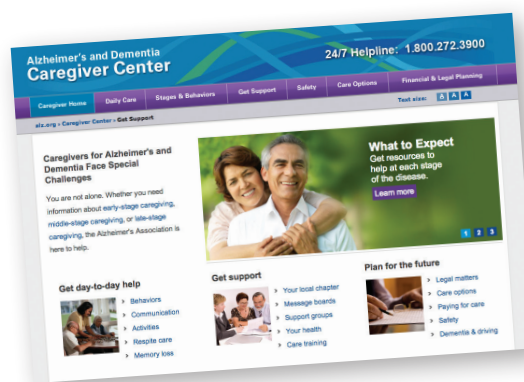 Alzheimer's and Dementia
Caregiver Center
24/7 Helpline: 1.800.272.3900
Caregiver Home
Daily Care
Stages & Behaviors
Get Support
Safety
Care Options
Financial & Legal Planning
Text size: A A A
alz.org » Caregiver Center » Get Support
Caregivers for Alzheimer's and
Dementia Face Special
Challenges
You are not alone. Whether you need
information about early-stage caregiving,
middle-stage caregiving, or late-stage
caregiving, the Alzheimer's Association is
here to help.
What to Expect
Get resources to
help at each stage
of the disease.
Learn more
1 2 3
Get day-to-day help
› Behaviors
› Communication
› Activities
› Respite care
› Memory loss
Get support
› Your local chapter
› Message boards
› Support groups
› Your health
› Care training
Plan for the future
› Legal matters
› Care options
› Paying for care
› Safety
› Dementia & driving